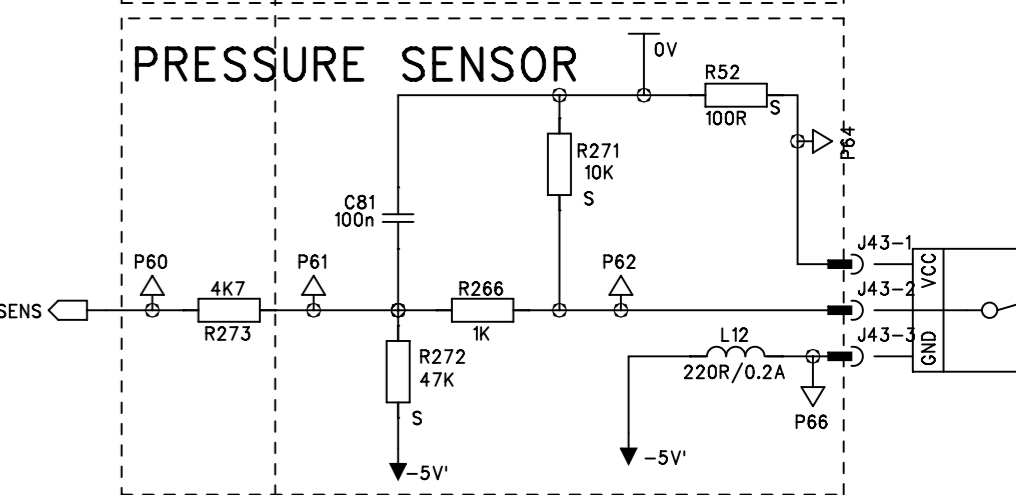 PRESSURE SENSOR
0V
R52
100R
S
P64
R271
10K
S
C81
100n
J43-1
VCC
P60
P61
P62
SENS
4K7
R273
R266
1K
J43-2
R272
47K
S
L12
220R/0.2A
J43-3
GND
P66
-5V'
-5V'